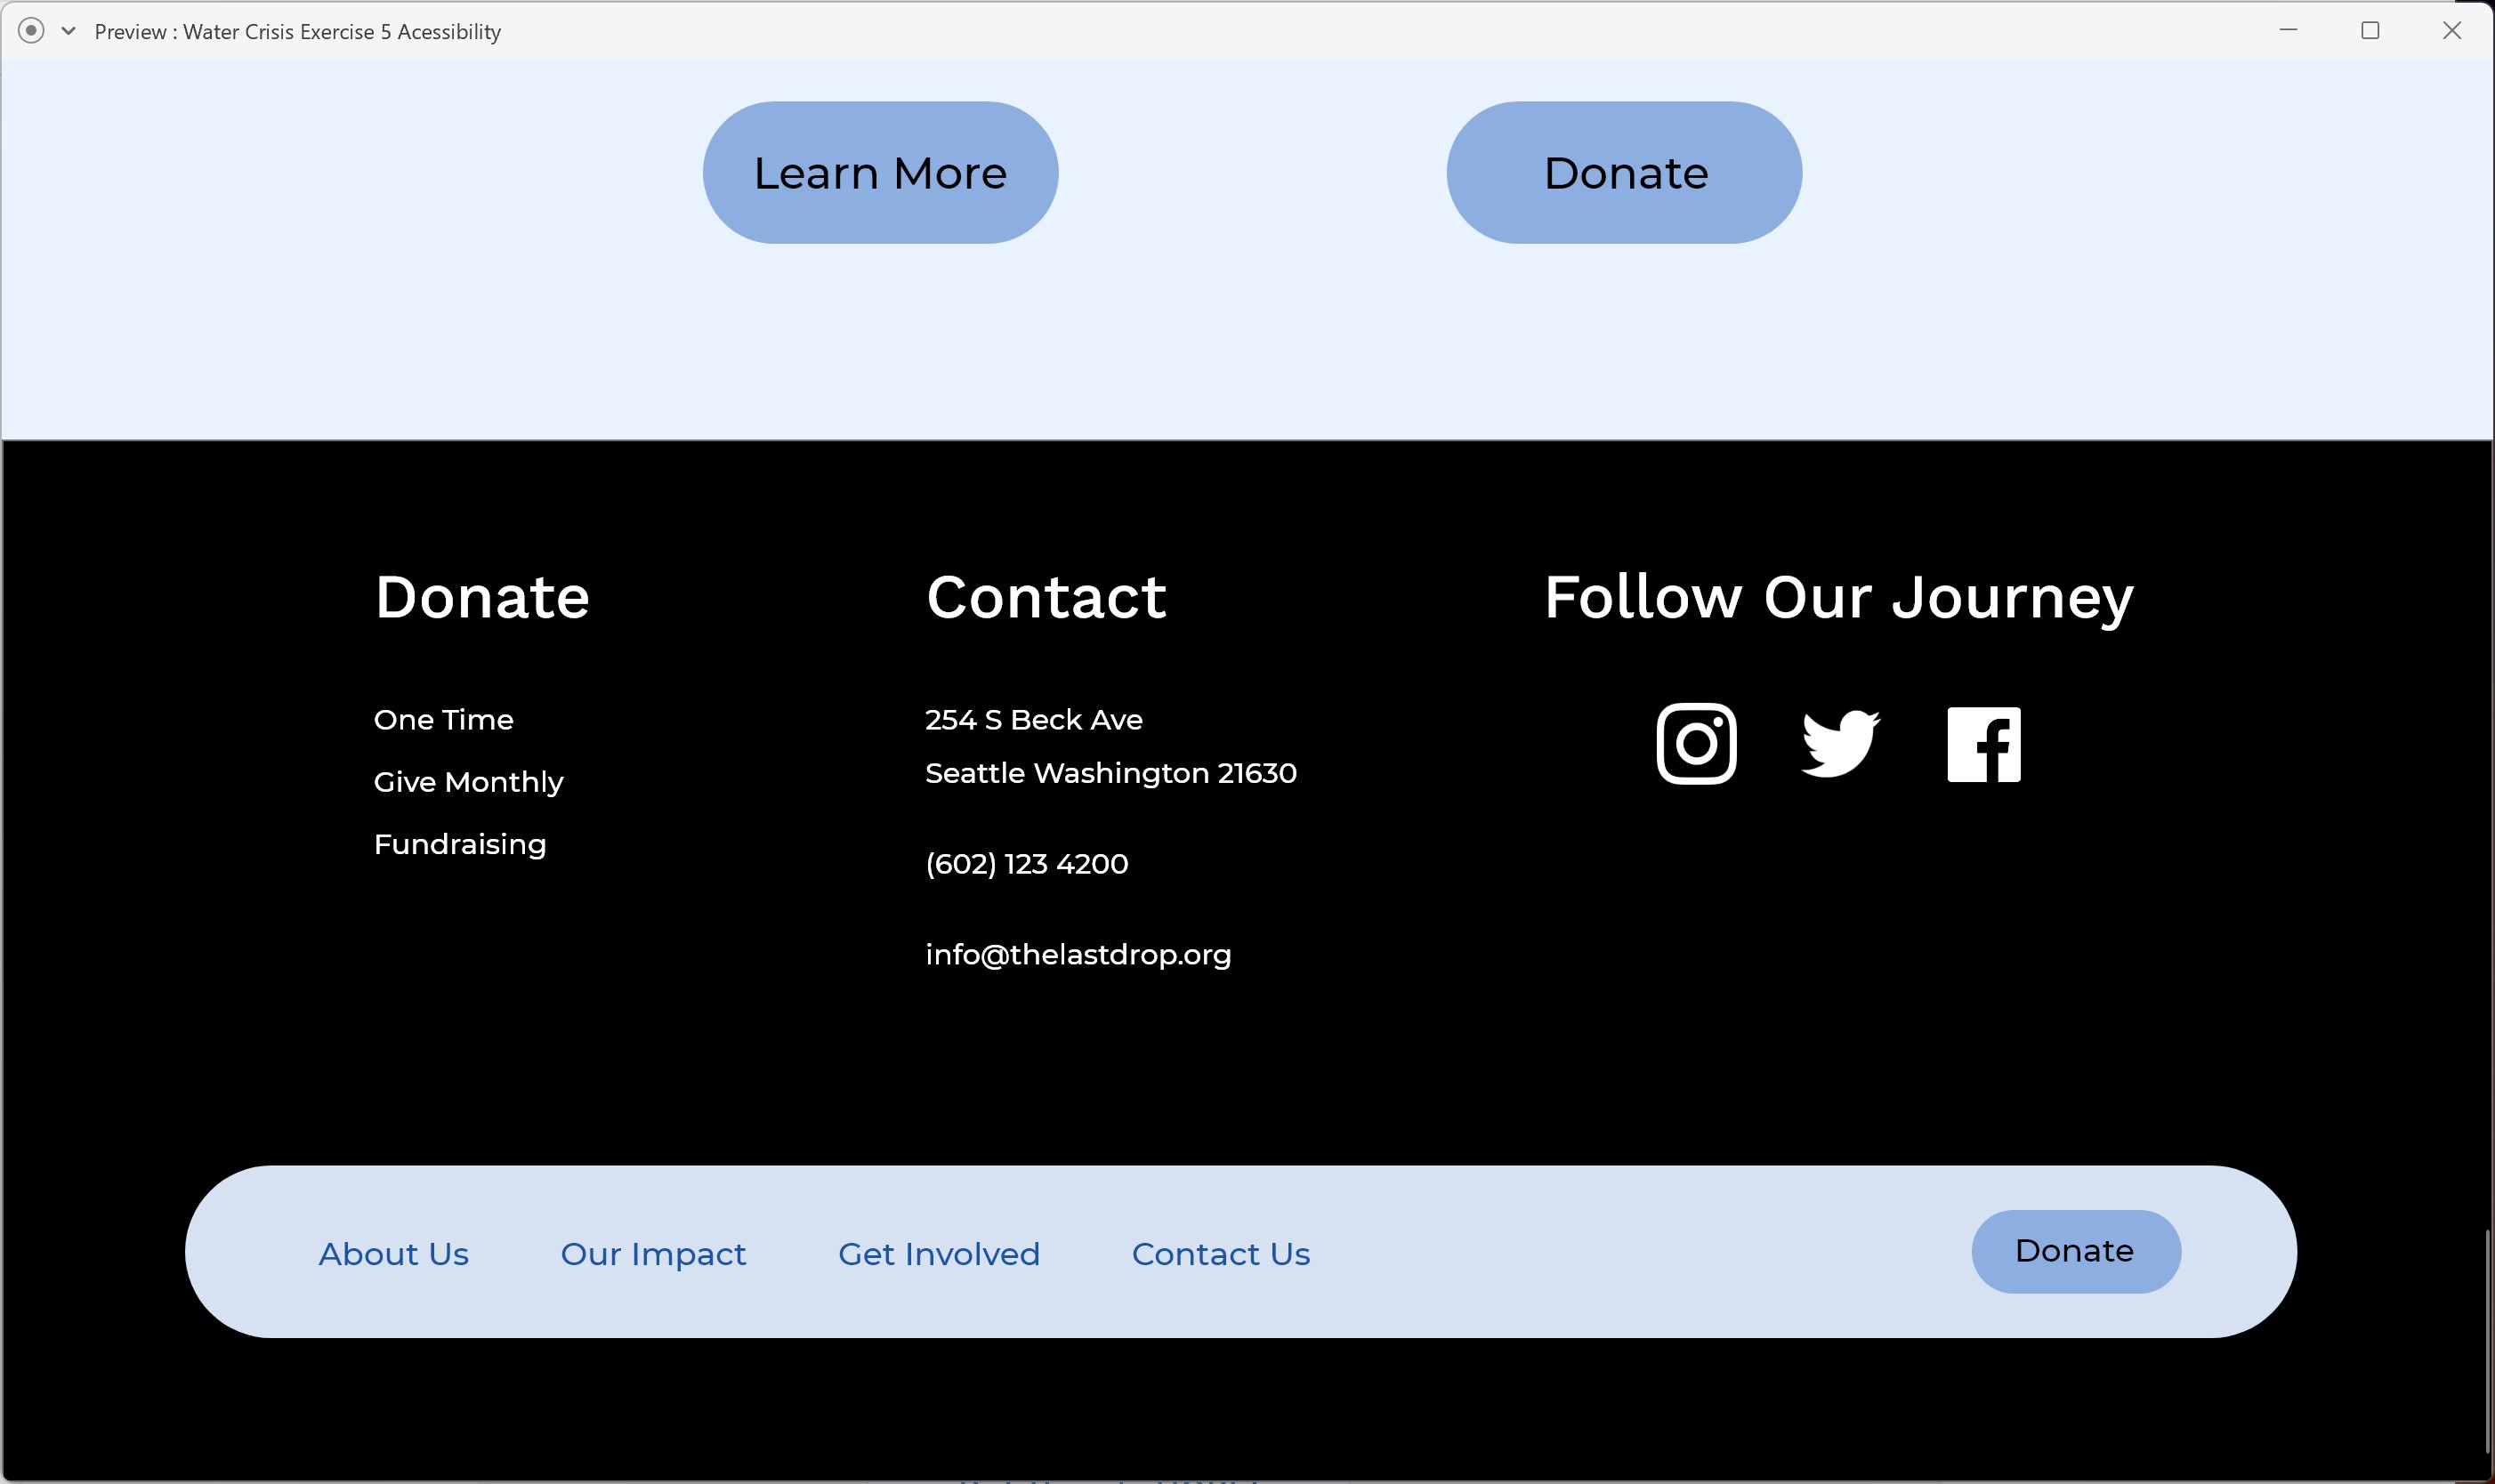 Preview : Water Crisis Exercise 5 Acessibility
Learn More
Donate
Donate
One Time
Give Monthly
Fundraising
Contact
254 S Beck Ave
Seattle Washington 21630
(602) 123 4200
info@thelastdrop.org
Follow Our Journey
About Us
Our Impact
Get Involved
Contact Us
Donate